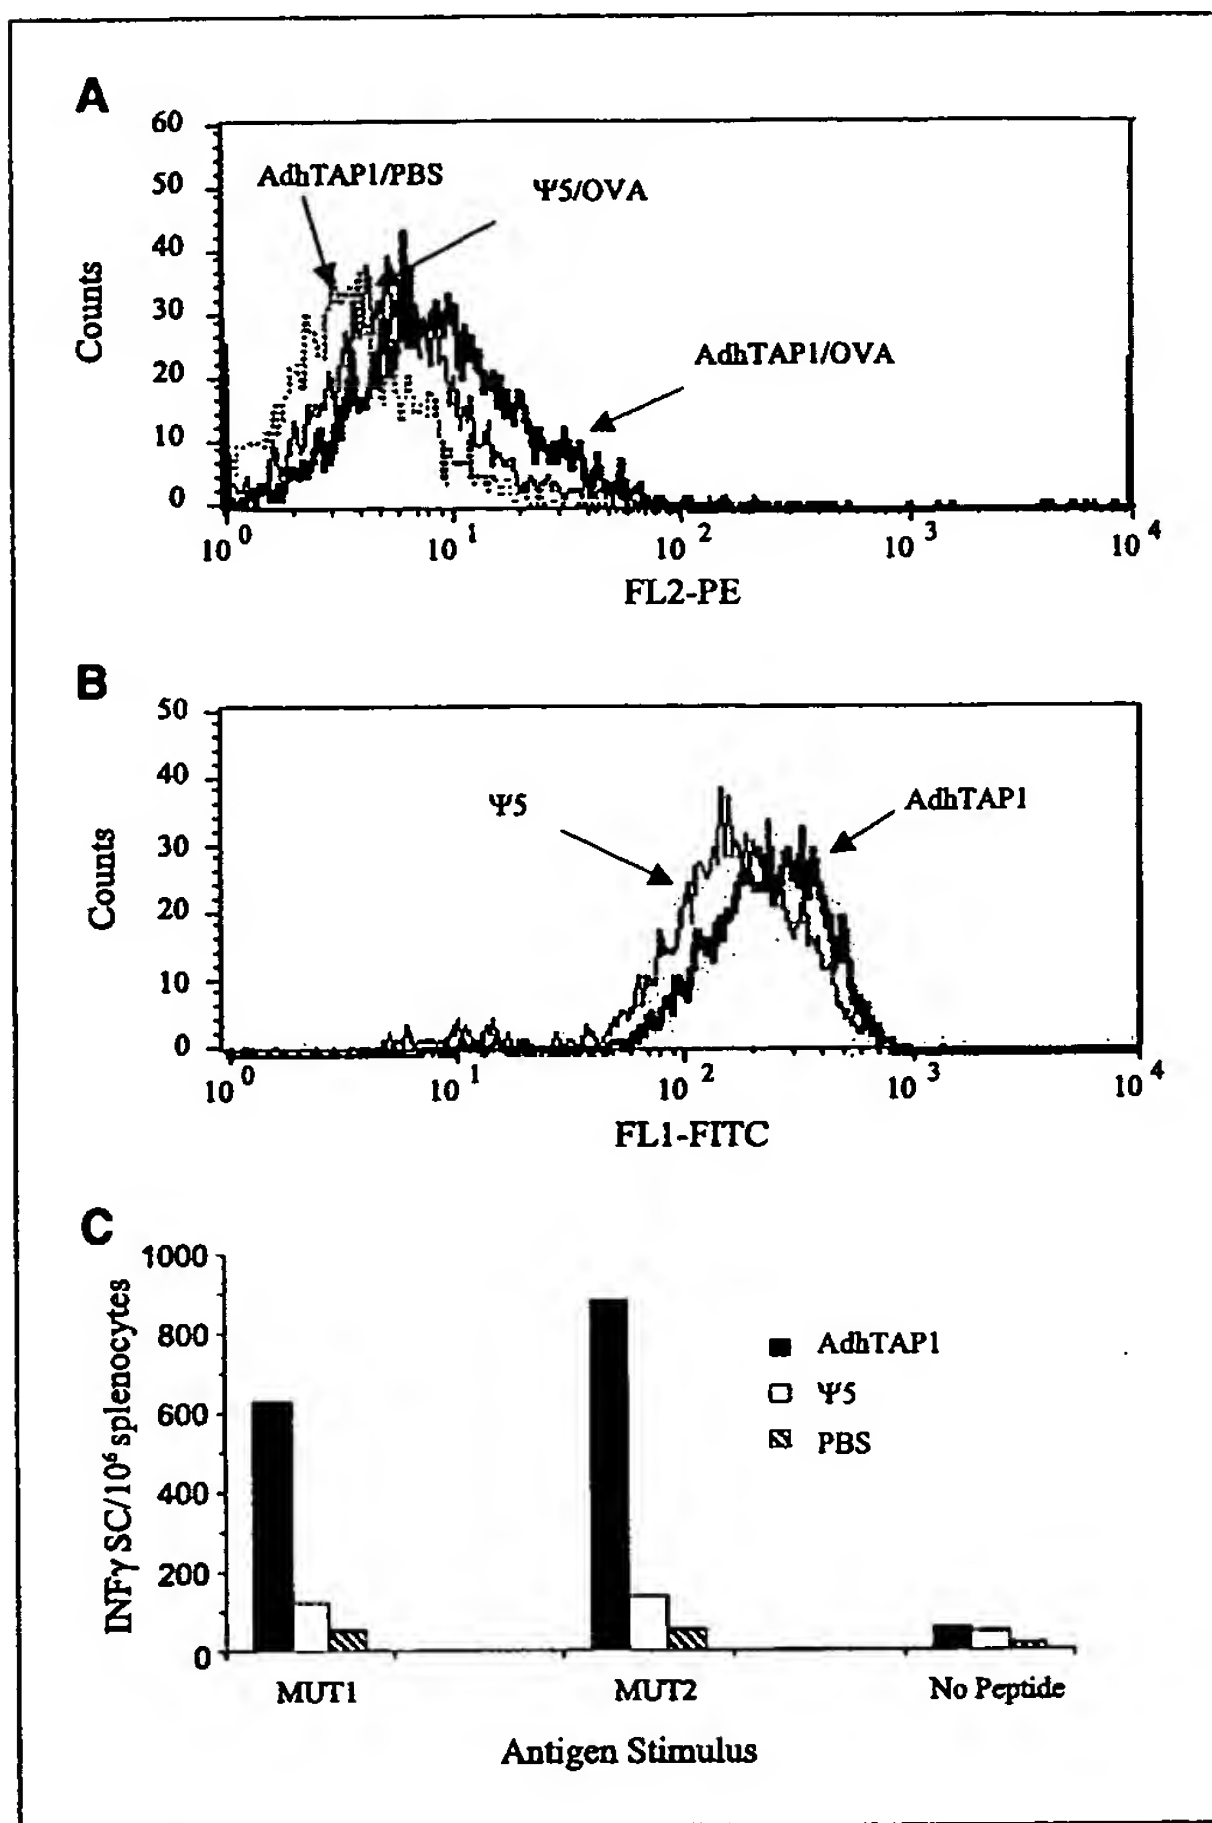 A
60
50
40
30
20
10
0
Counts
AdhTAP1/PBS
Ψ5/OVA
AdhTAP1/OVA
10^0 10^1 10^2 10^3 10^4
FL2-PE
B
50
40
30
20
10
0
Counts
Ψ5
AdhTAP1
10^0 10^1 10^2 10^3 10^4
FL1-FITC
C
1000
800
600
400
200
0
INFγ SC/10^6 splenocytes
AdhTAP1
Ψ5
PBS
MUT1 MUT2 No Peptide
Antigen Stimulus